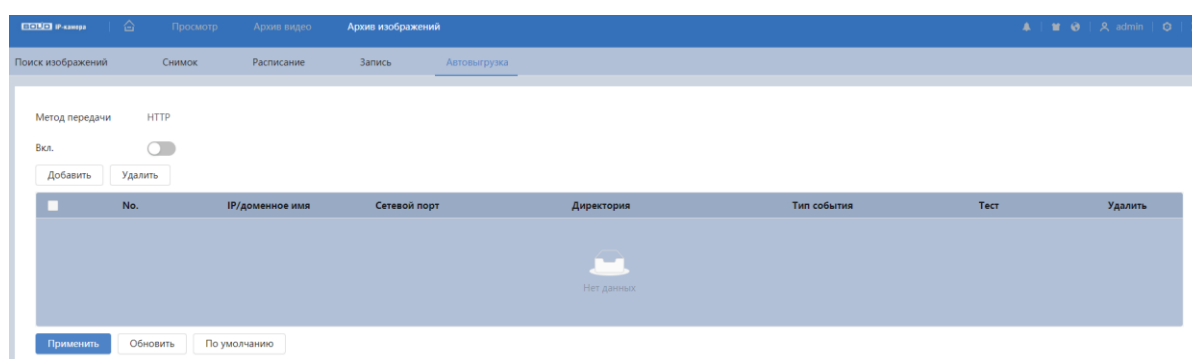 BOLID IP-камера Просмотр Архив видео Архив изображений admin
Поиск изображений Снимок Расписание Запись Автовыгрузка
Метод передачи HTTP
Вкл.
Добавить Удалить
No. IP/доменное имя Сетевой порт Директория Тип события Тест Удалить
Нет данных
Применить Обновить По умолчанию